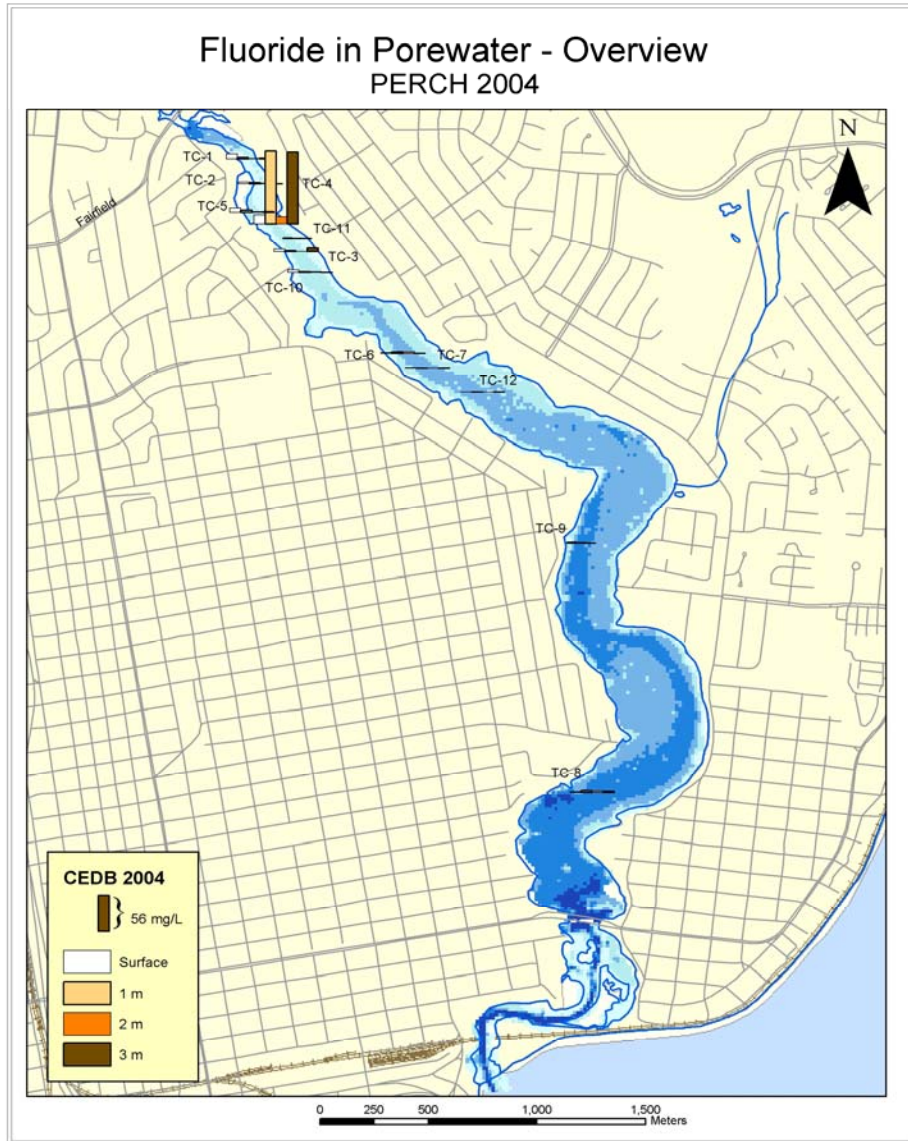 Fluoride in Porewater - Overview
PERCH 2004
N
TC-1
TC-2
TC-4
TC-5
Fairfield
TC-11
TC-3
TC-10
TC-6
TC-7
TC-12
TC-9
TC-8
CEDB 2004
} 56 mg/L
Surface
1 m
2 m
3 m
0 250 500 1,000 1,500
Meters